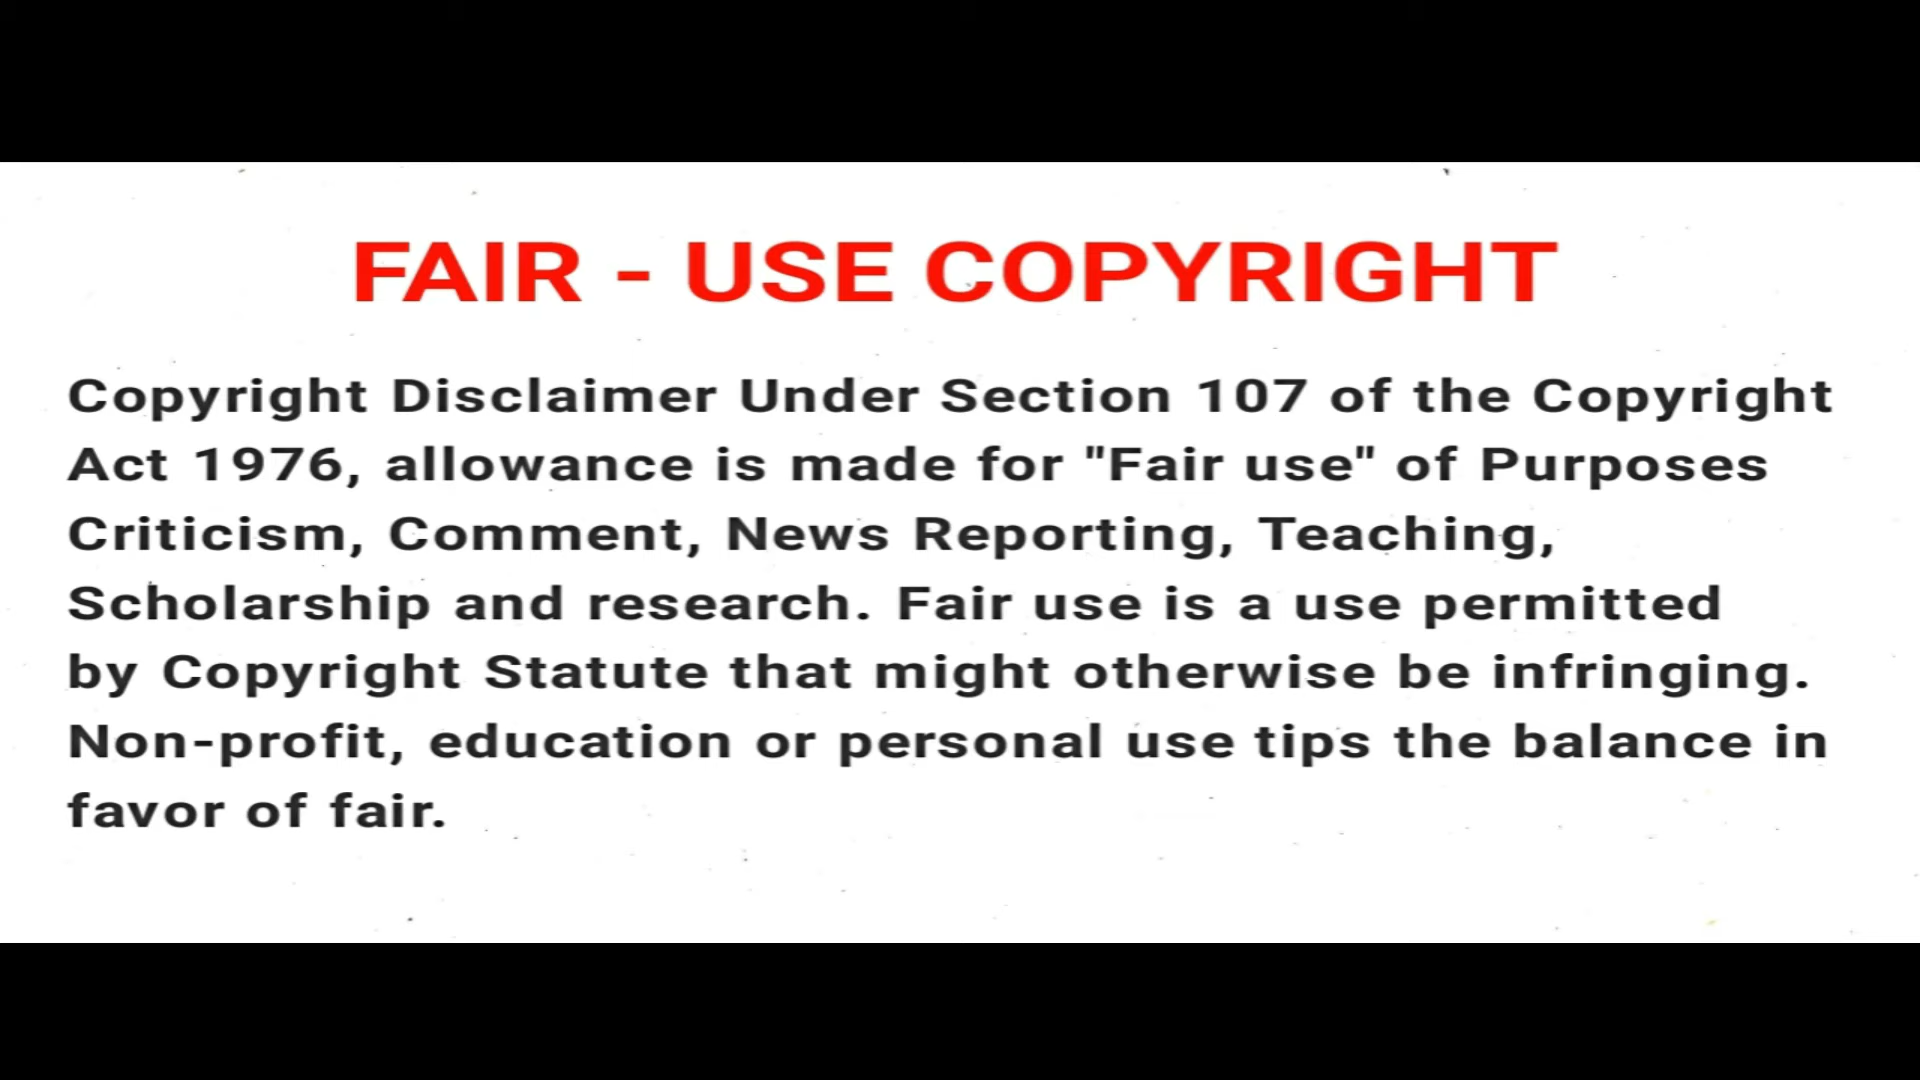 FAIR - USE COPYRIGHT
Copyright Disclaimer Under Section 107 of the Copyright
Act 1976, allowance is made for "Fair use" of Purposes
Criticism, Comment, News Reporting, Teaching,
Scholarship and research. Fair use is a use permitted
by Copyright Statute that might otherwise be infringing.
Non-profit, education or personal use tips the balance in
favor of fair.